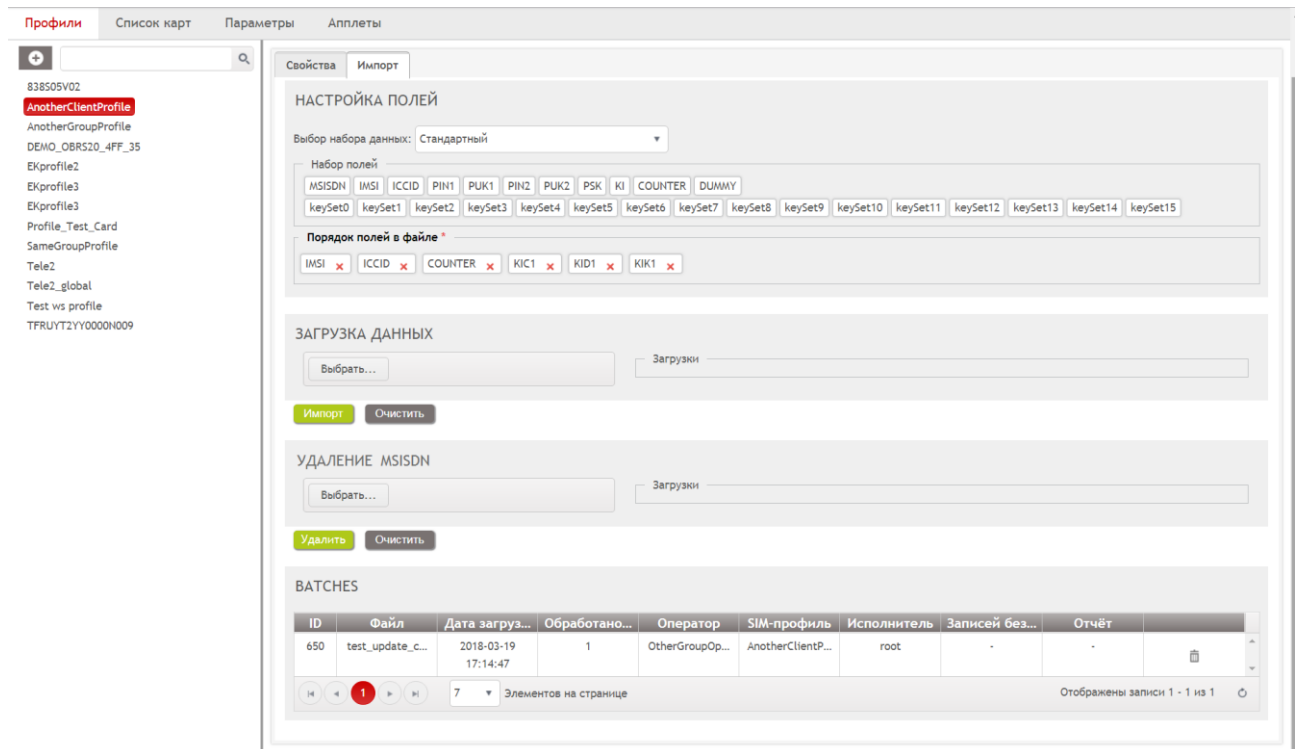 Профили Список карт Параметры Апплеты
838S05V02
AnotherClientProfile
AnotherGroupProfile
DEMO_OBRS20_4FF_35
EKprofile2
EKprofile3
EKprofile3
Profile_Test_Card
SameGroupProfile
Tele2
Tele2_global
Test ws profile
TFRUYT2YY0000N009
Свойства Импорт
НАСТРОЙКА ПОЛЕЙ
Выбор набора данных: Стандартный
Набор полей
MSISDN IMSI ICCID PIN1 PUK1 PIN2 PUK2 PSK KI COUNTER DUMMY
keySet0 keySet1 keySet2 keySet3 keySet4 keySet5 keySet6 keySet7 keySet8 keySet9 keySet10 keySet11 keySet12 keySet13 keySet14 keySet15
Порядок полей в файле *
IMSI ICCID COUNTER KIC1 KID1 KIK1
ЗАГРУЗКА ДАННЫХ
Выбрать... Загрузки
Импорт Очистить
УДАЛЕНИЕ MSISDN
Выбрать... Загрузки
Удалить Очистить
BATCHES
ID Файл Дата загруз... Обработано... Оператор SIM-профиль Исполнитель Записей без... Отчёт
650 test_update_c... 2018-03-19 1 OtherGroupOp... AnotherClientP... root - -
17:14:47
1 7 Элементов на странице Отображены записи 1 - 1 из 1